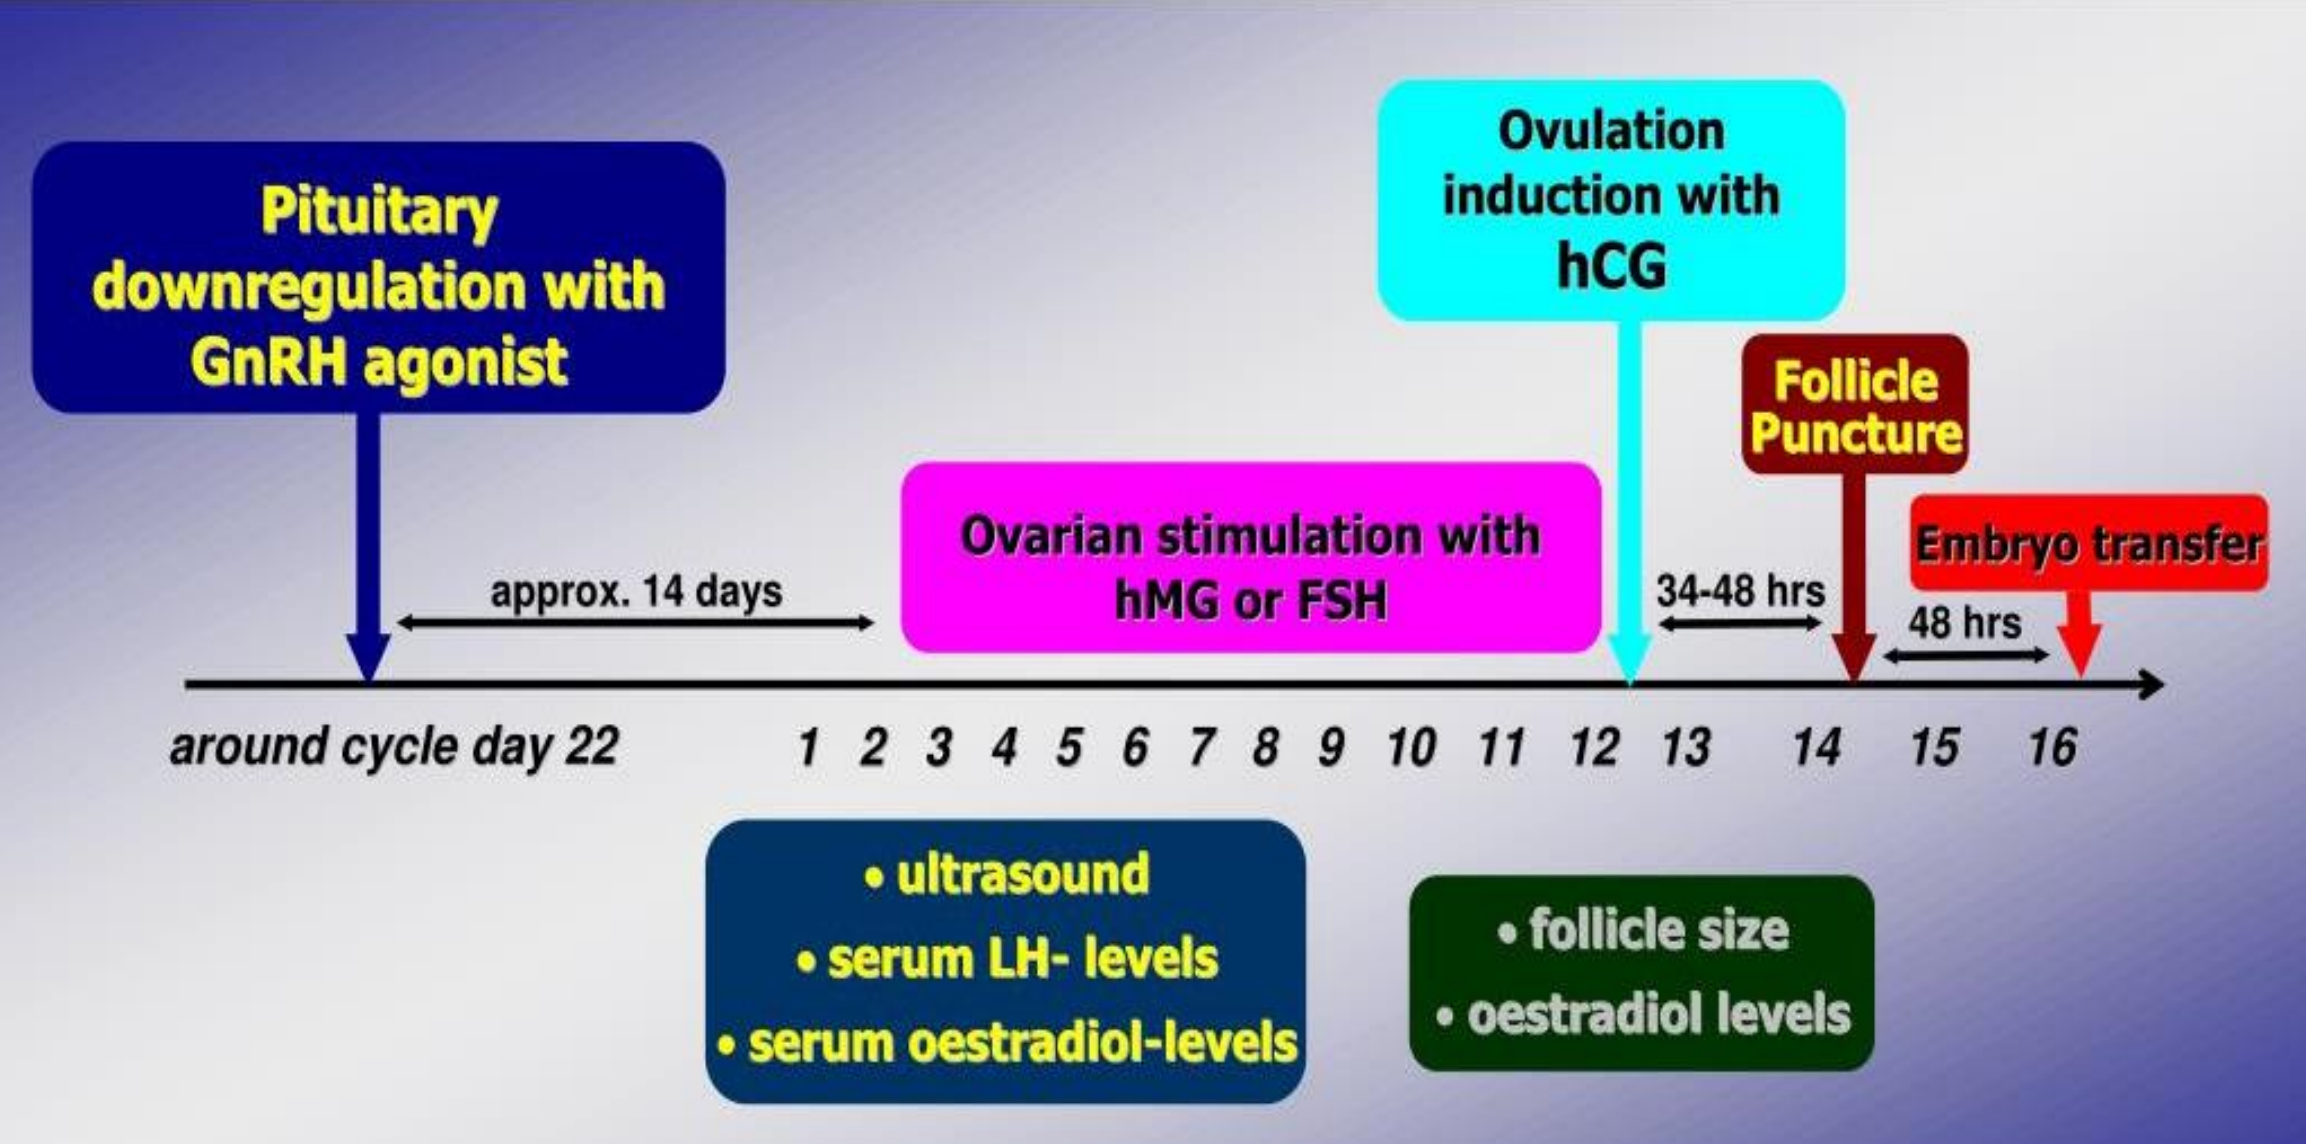 Pituitary
downregulation with
GnRH agonist
Ovulation
induction with
hCG
Follicle
Puncture
Embryo transfer
Ovarian stimulation with
hMG or FSH
approx. 14 days
34-48 hrs
48 hrs
around cycle day 22 1 2 3 4 5 6 7 8 9 10 11 12 13 14 15 16
• ultrasound
• serum LH- levels
• serum oestradiol-levels
• follicle size
• oestradiol levels